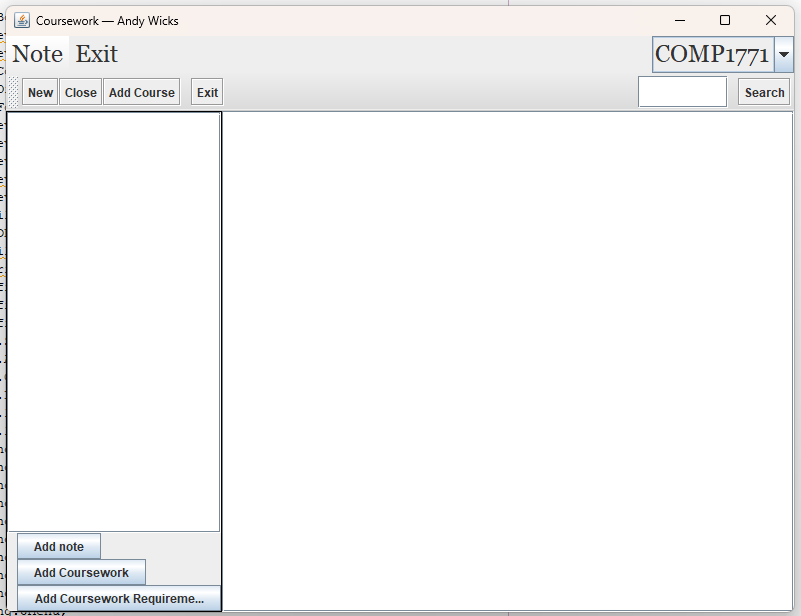 Coursework — Andy Wicks
Note Exit COMP1771
New Close Add Course Exit Search
Add note
Add Coursework
Add Coursework Requireme...